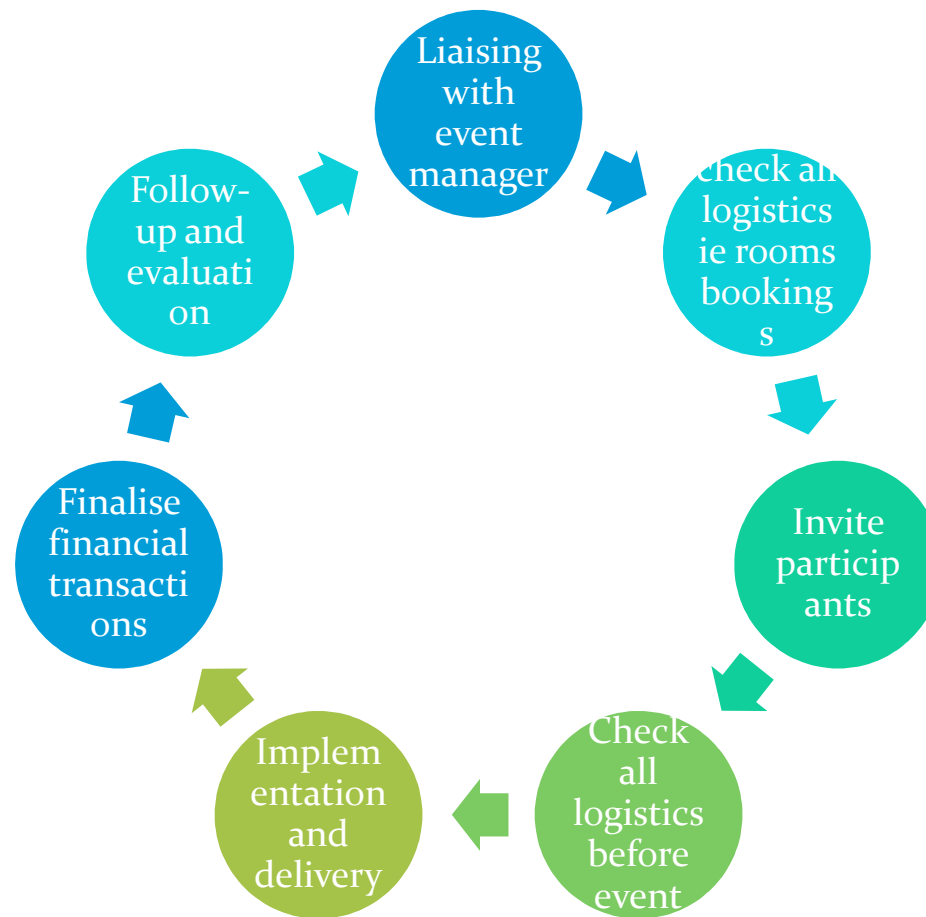 Liaising
with
event
manager
check all
logistics
ie rooms
booking
s
Invite
particip
ants
Check
all
logistics
before
event
Implem
entation
and
delivery
Finalise
financial
transacti
ons
Follow-
up and
evaluati
on